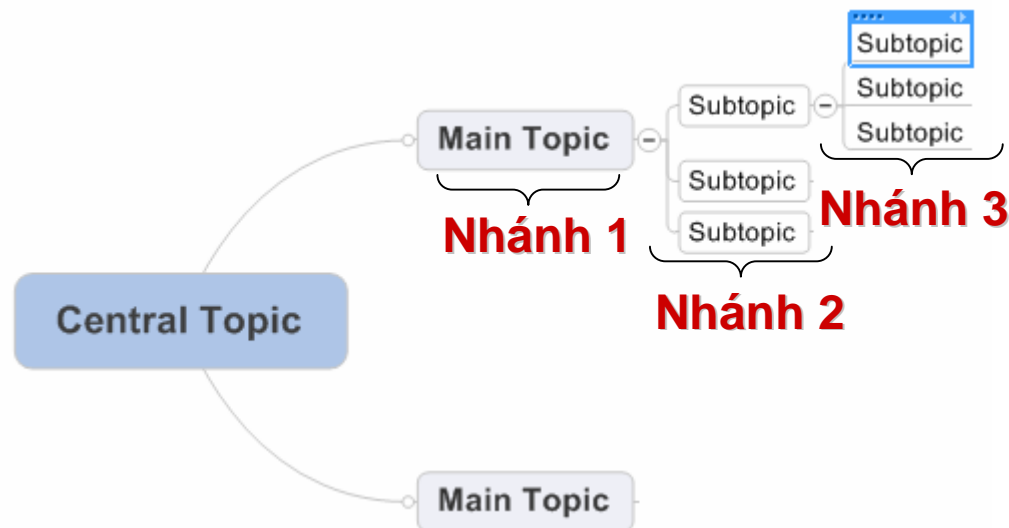 Subtopic
Subtopic
Subtopic
Subtopic
Main Topic
Subtopic
Subtopic
Nhánh 1
Nhánh 2
Nhánh 3
Central Topic
Main Topic